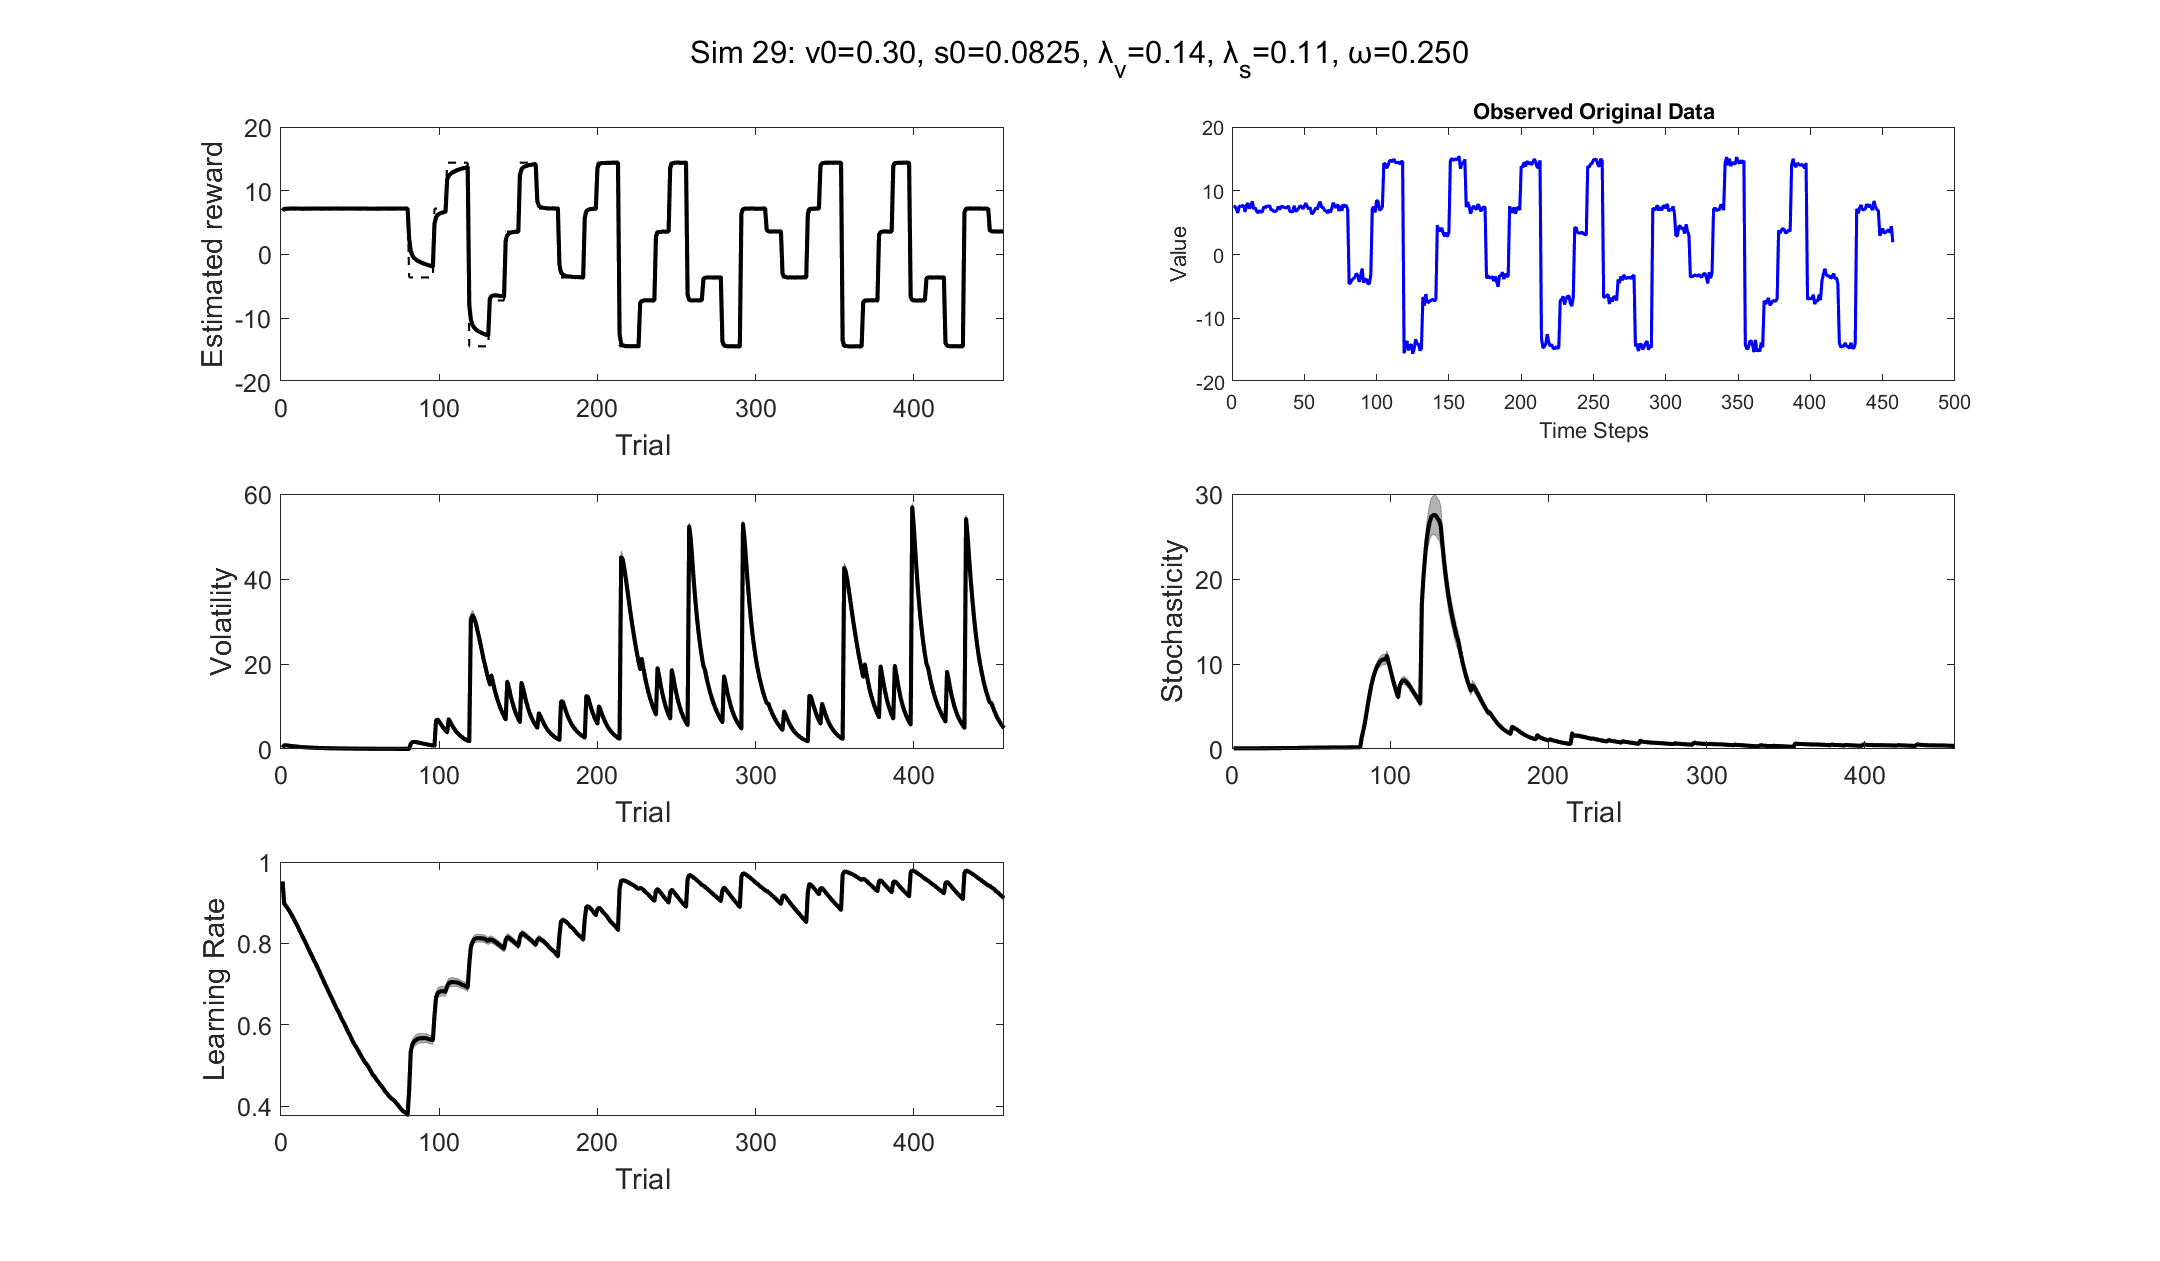 Sim 29: v0=0.30, s0=0.0825, λv=0.14, λs=0.11, ω=0.250
Estimated reward
20
10
0
-10
-20
0 100 200 300 400
Trial
Observed Original Data
Value
20
10
0
-10
-20
0 50 100 150 200 250 300 350 400 450 500
Time Steps
Volatility
60
40
20
0
0 100 200 300 400
Trial
Stochasticity
30
20
10
0
0 100 200 300 400
Trial
Learning Rate
1
0.8
0.6
0.4
0 100 200 300 400
Trial